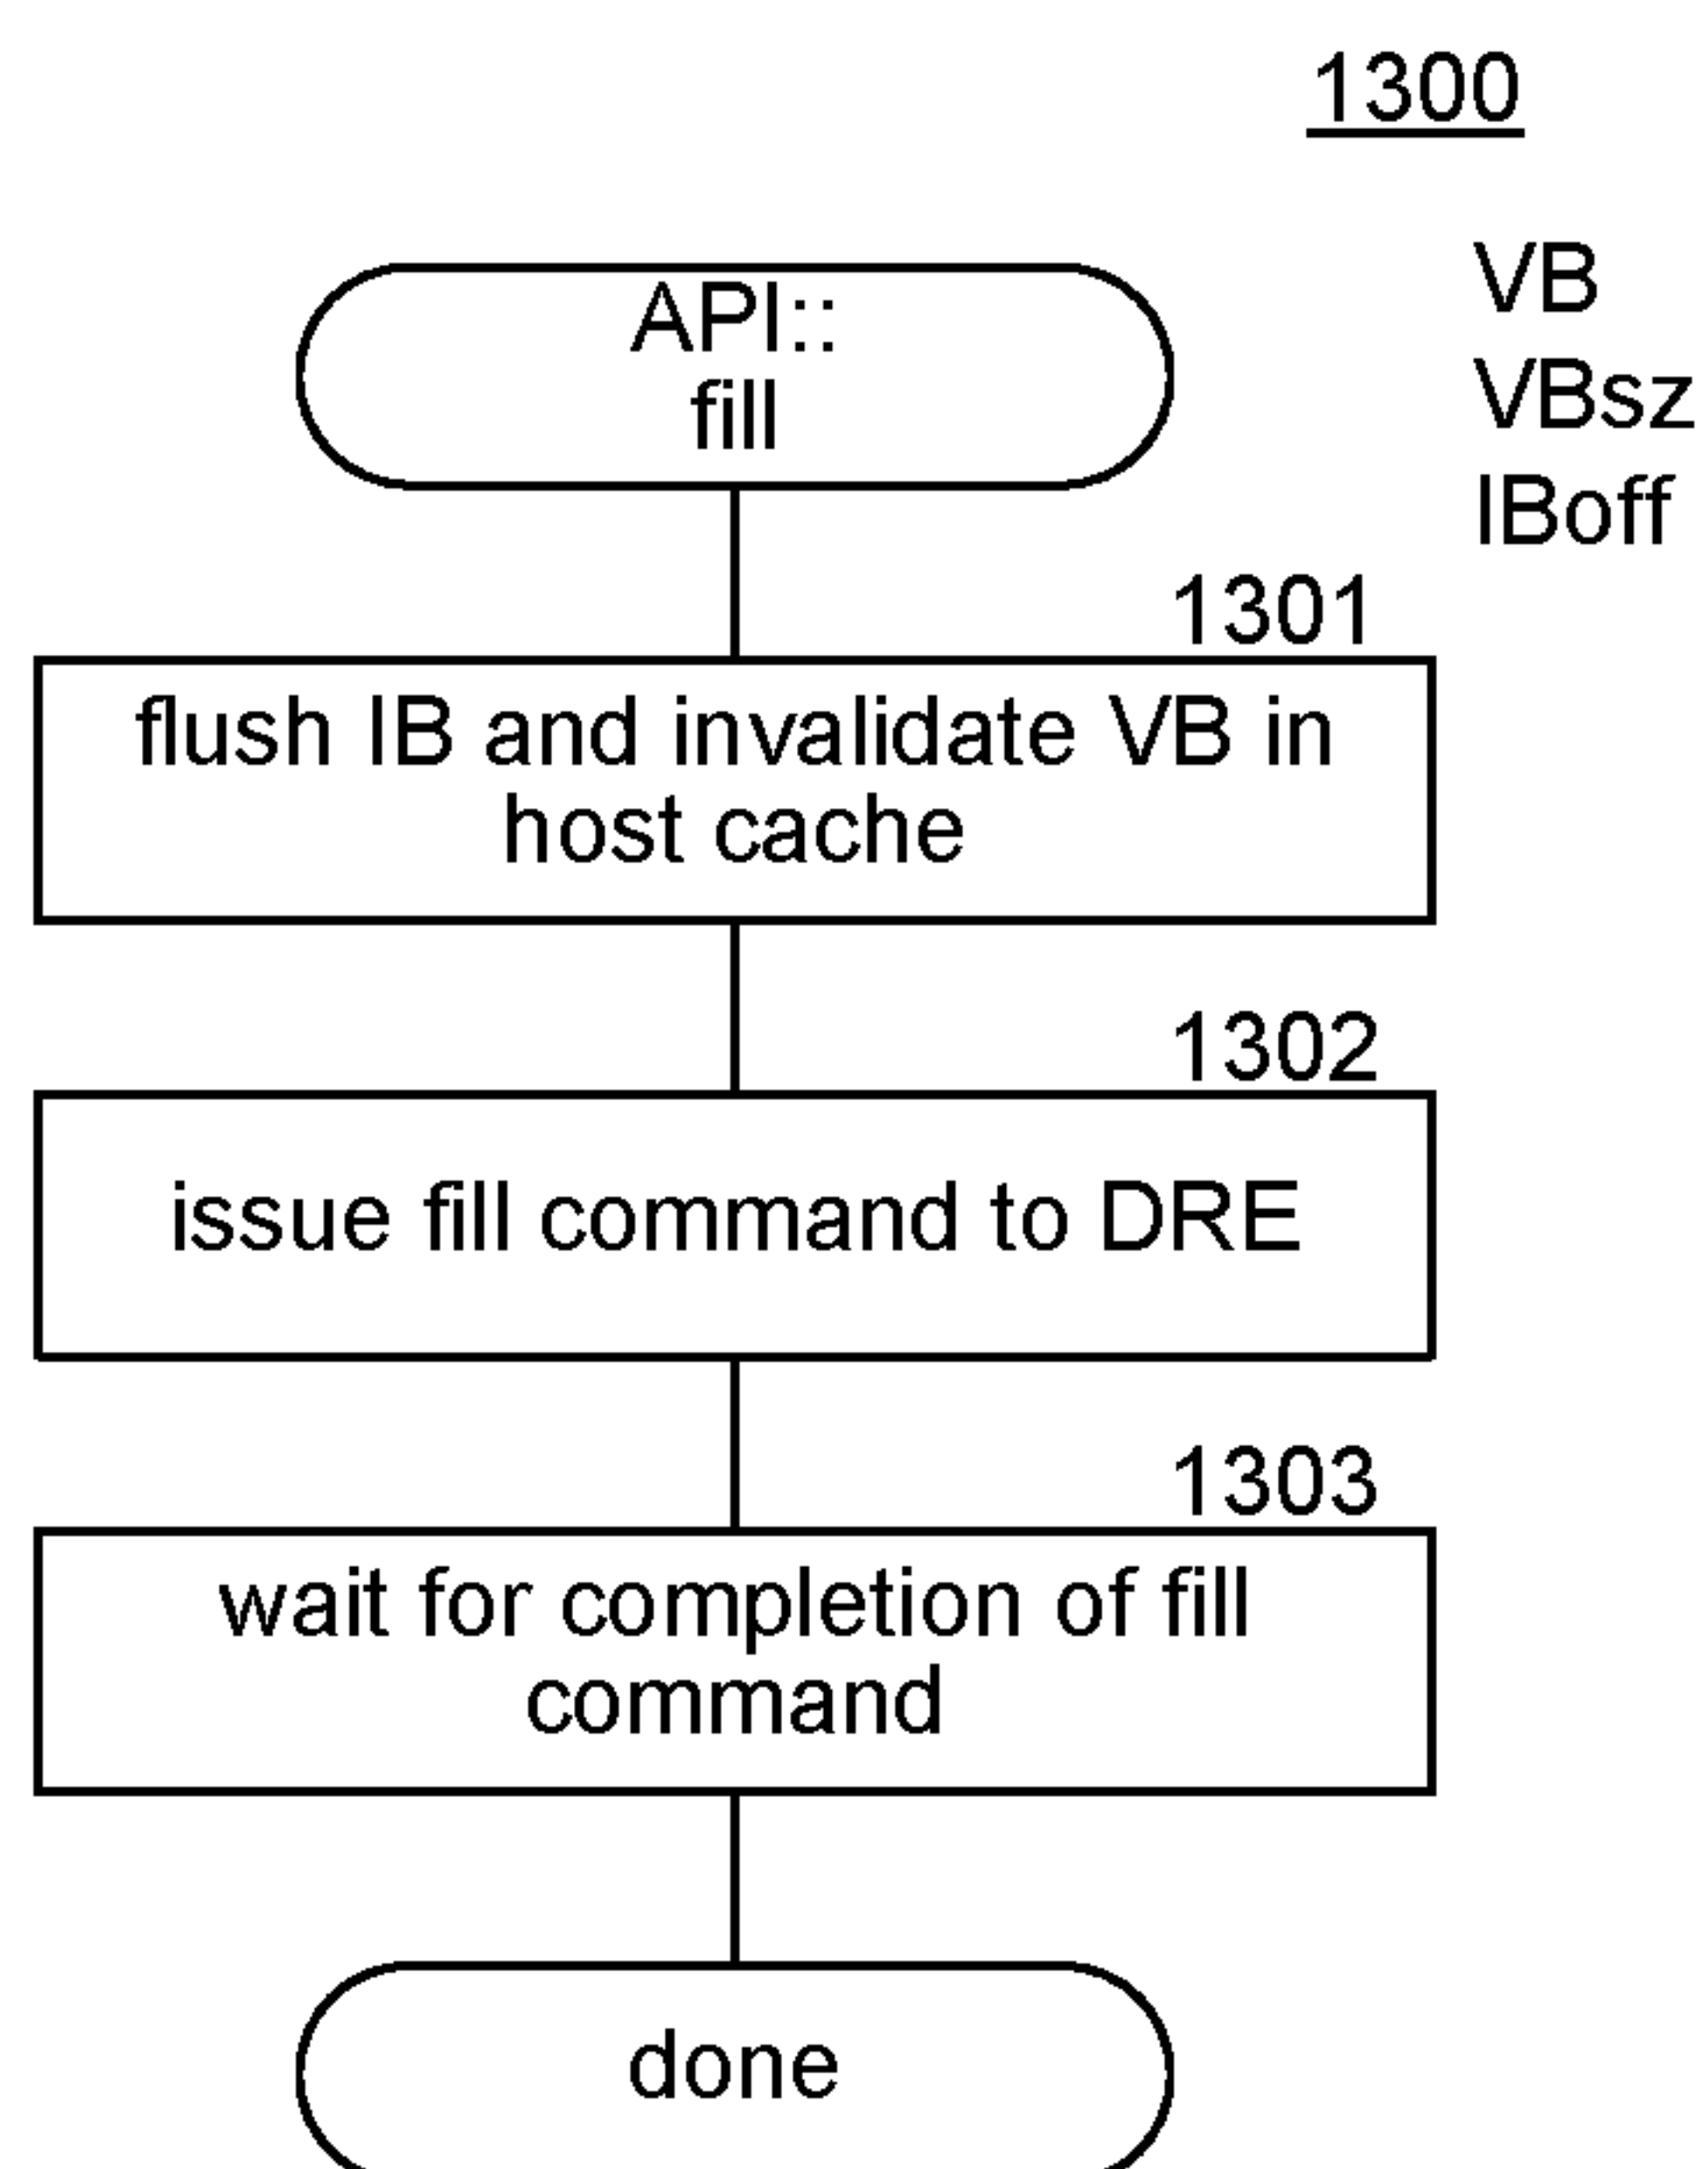 1300
API::
fill
VB
VBsz
IBoff
1301
flush IB and invalidate VB in
host cache
1302
issue fill command to DRE
1303
wait for completion of fill
command
done